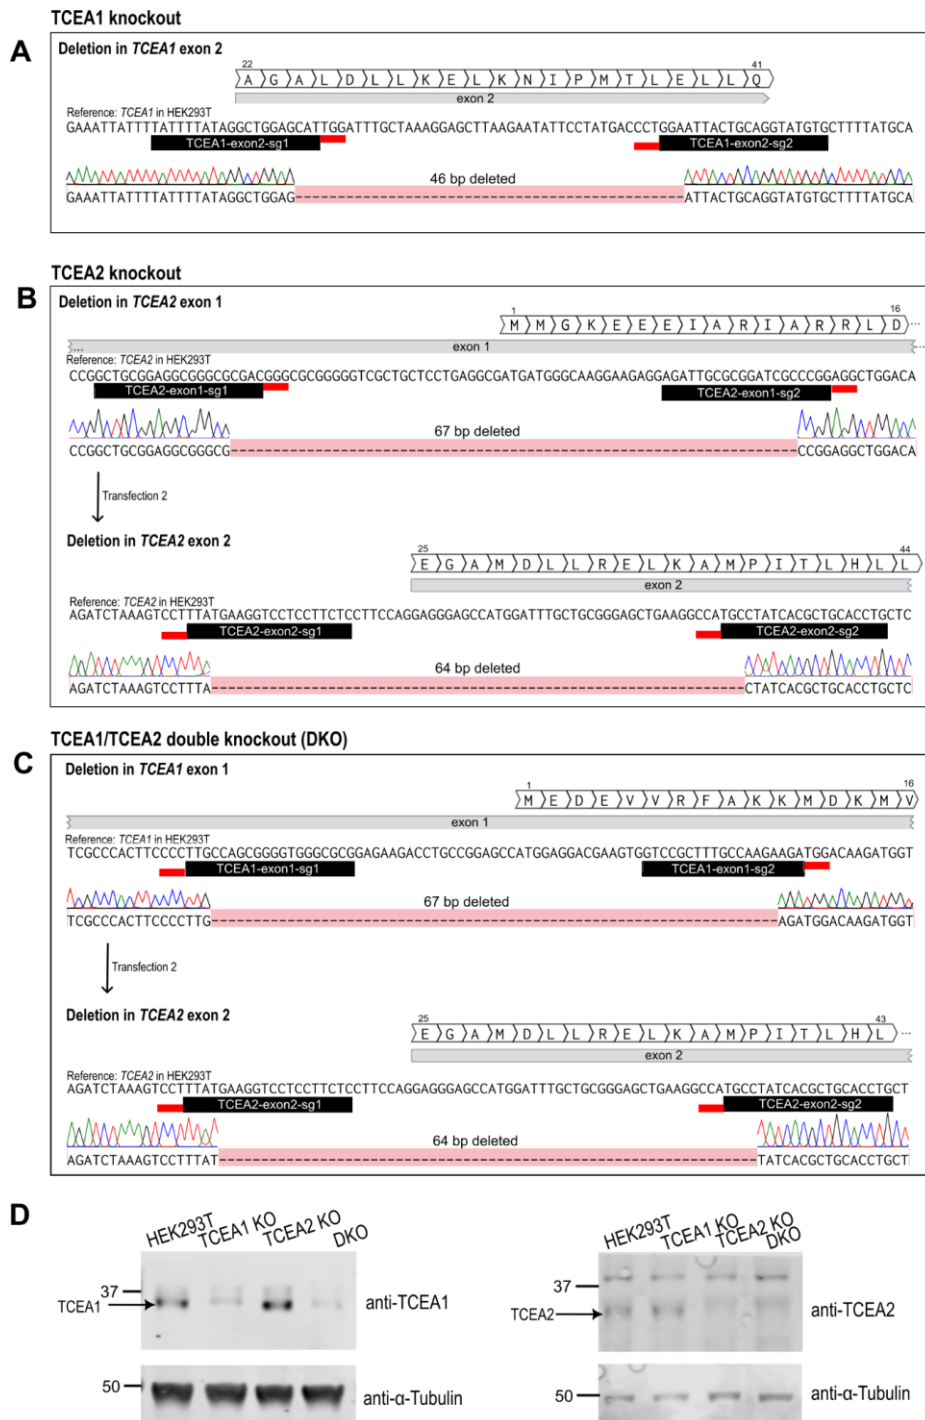 TCEA1 knockout
A
Deletion in TCEA1 exon 2
22 41
A G A L D L L K E L K N I P M T L E L L Q
exon 2
Reference: TCEA1 in HEK293T
GAAATTATTTTATTTTATAGGCTGGAGCATTGGATTTGCTAAAGGAGCTTAAGAATATTCCTATGACCCTGGAATTACTGCAGGTATGTGCTTTTATGCA
TCEA1-exon2-sg1 TCEA1-exon2-sg2
46 bp deleted
GAAATTATTTTATTTTATAGGCTGGAG----------------------------------------------ATTACTGCAGGTATGTGCTTTTATGCA
TCEA2 knockout
B
Deletion in TCEA2 exon 1
1 16
M M G K E E E I A R I A R R L D ...
... exon 1 ...
Reference: TCEA2 in HEK293T
CCGGCTGCGGAGGCGGGCGCGACGGGCGCGGGGGTCGCTGCTCCTGAGGCGATGATGGGCAAGGAAGAGGAGATTGCGCGGATCGCCCGGAGGCTGGACA
TCEA2-exon1-sg1 TCEA2-exon1-sg2
67 bp deleted
CCGGCTGCGGAGGCGGGCG-------------------------------------------------------------------CCGGAGGCTGGACA
Transfection 2
Deletion in TCEA2 exon 2
25 44
E G A M D L L R E L K A M P I T L H L L
exon 2
Reference: TCEA2 in HEK293T
AGATCTAAAGTCCTTTATGAAGGTCCTCCTTCTCCTTCCAGGAGGGAGCCATGGATTTGCTGCGGGAGCTGAAGGCCATGCCTATCACGCTGCACCTGCTC
TCEA2-exon2-sg1 TCEA2-exon2-sg2
64 bp deleted
AGATCTAAAGTCCTTTA----------------------------------------------------------------CTATCACGCTGCACCTGCTC
TCEA1/TCEA2 double knockout (DKO)
C
Deletion in TCEA1 exon 1
1 16
M E D E V V R F A K K M D K M V
exon 1
Reference: TCEA1 in HEK293T
TCGCCCACTTCCCCTTGCCAGCGGGGTGGGCGCGGAGAAGACCTGCCGGAGCCATGGAGGACGAAGTGGTCCGCTTTGCCAAGAAGATGGACAAGATGGT
TCEA1-exon1-sg1 TCEA1-exon1-sg2
67 bp deleted
TCGCCCACTTCCCCTTG-------------------------------------------------------------------AGATGGACAAGATGGT
Transfection 2
Deletion in TCEA2 exon 2
25 43
E G A M D L L R E L K A M P I T L H L ...
exon 2
Reference: TCEA2 in HEK293T
AGATCTAAAGTCCTTTATGAAGGTCCTCCTTCTCCTTCCAGGAGGGAGCCATGGATTTGCTGCGGGAGCTGAAGGCCATGCCTATCACGCTGCACCTGCT
TCEA2-exon2-sg1 TCEA2-exon2-sg2
64 bp deleted
AGATCTAAAGTCCTTTAT----------------------------------------------------------------TATCACGCTGCACCTGCT
D
HEK293T TCEA1 KO TCEA2 KO DKO
37
TCEA1 anti-TCEA1
50 anti-α-Tubulin
HEK293T TCEA1 KO TCEA2 KO DKO
37
TCEA2 anti-TCEA2
50 anti-α-Tubulin